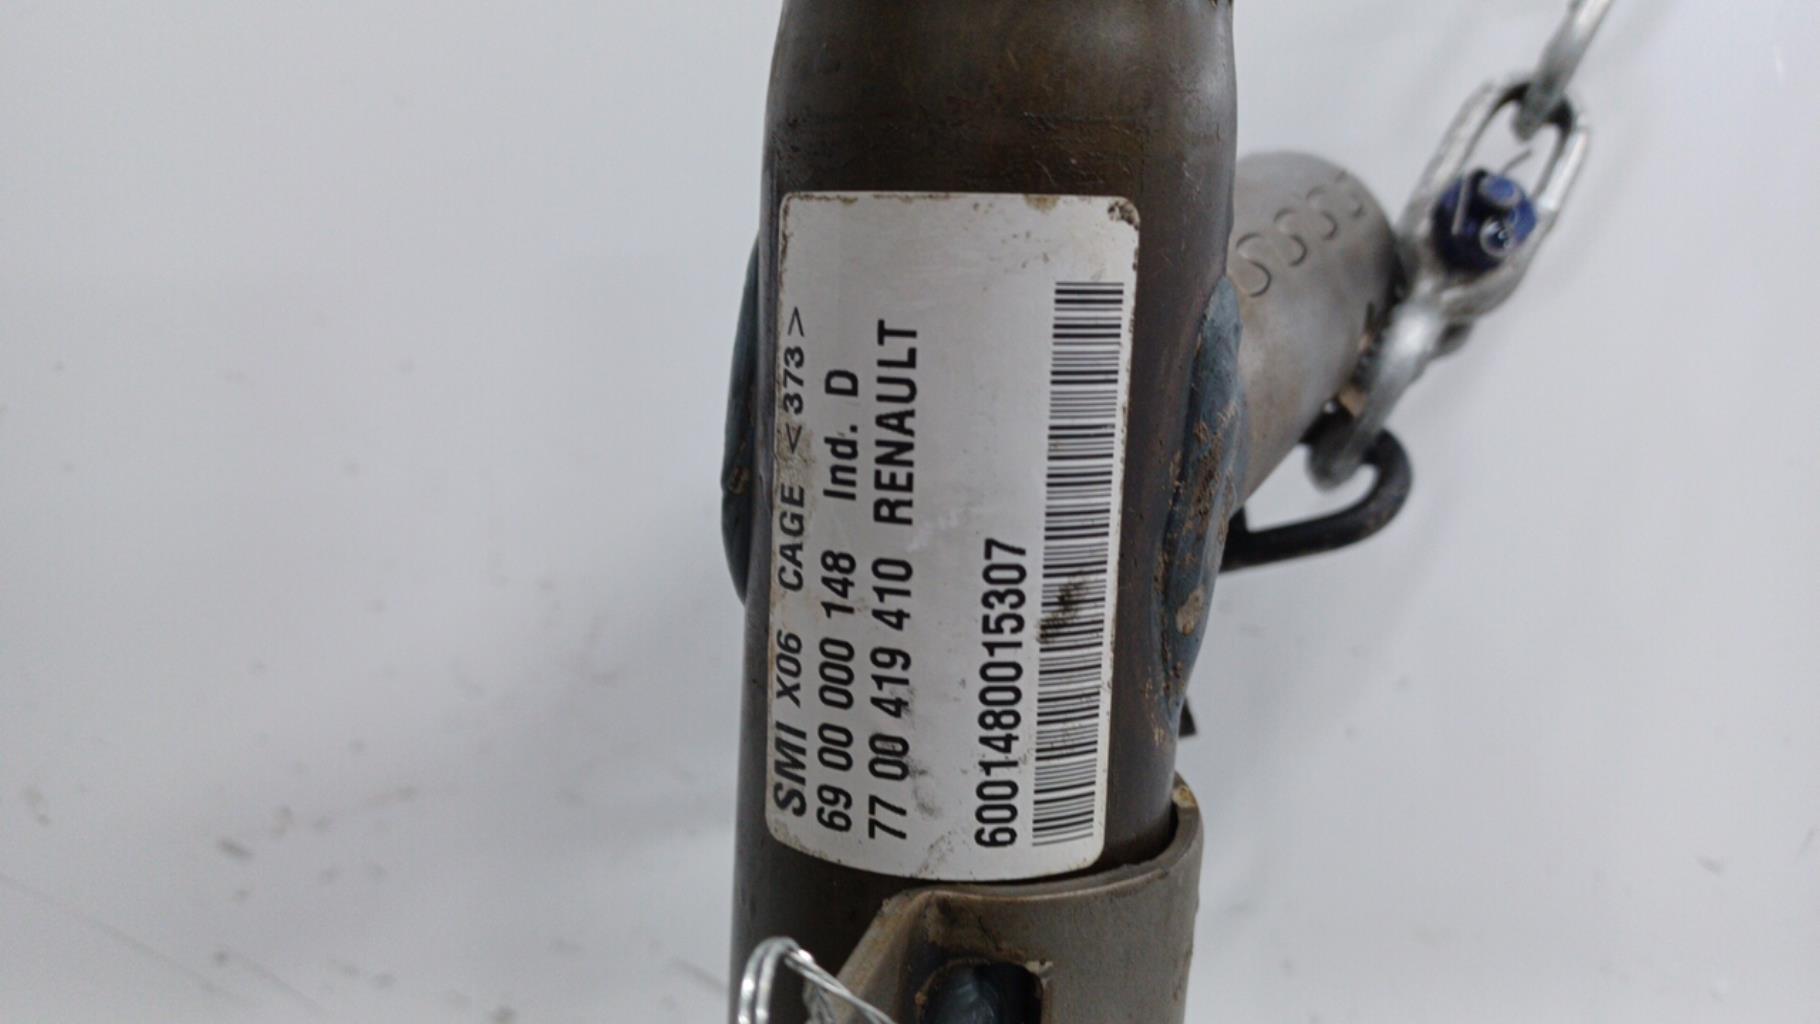 SMI X06 CAGE <373>
69 00 000 148 Ind. D
77 00 419 410 RENAULT
6001480015307